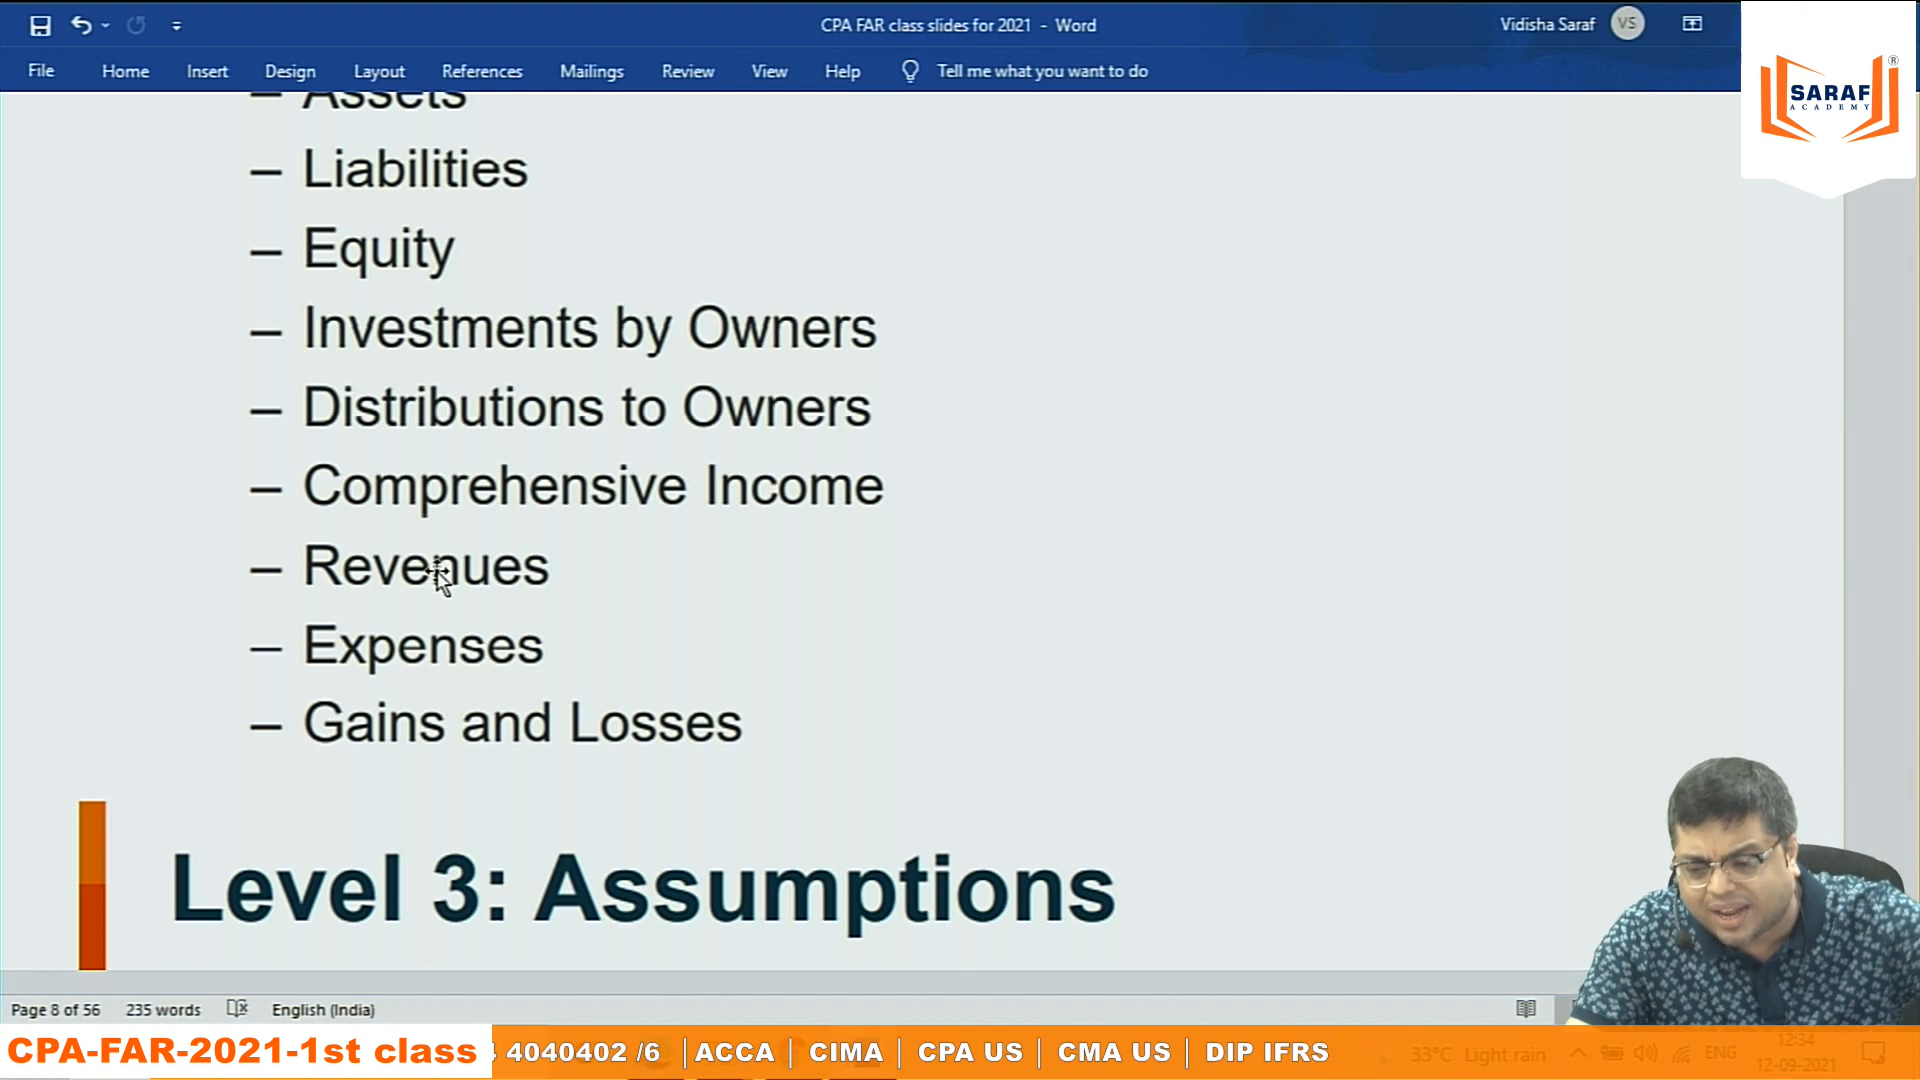 CPA FAR class slides for 2021 - Word
Vidisha Saraf VS
File Home Insert Design Layout References Mailings Review View Help Tell me what you want to do
SARAF
ACADEMY
®
– Assets
– Liabilities
– Equity
– Investments by Owners
– Distributions to Owners
– Comprehensive Income
– Revenues
– Expenses
– Gains and Losses
Level 3: Assumptions
Page 8 of 56 235 words English (India)
CPA-FAR-2021-1st class 4040402 /6 | ACCA | CIMA | CPA US | CMA US | DIP IFRS
33°C Light rain ENG
12:34
12-09-2021